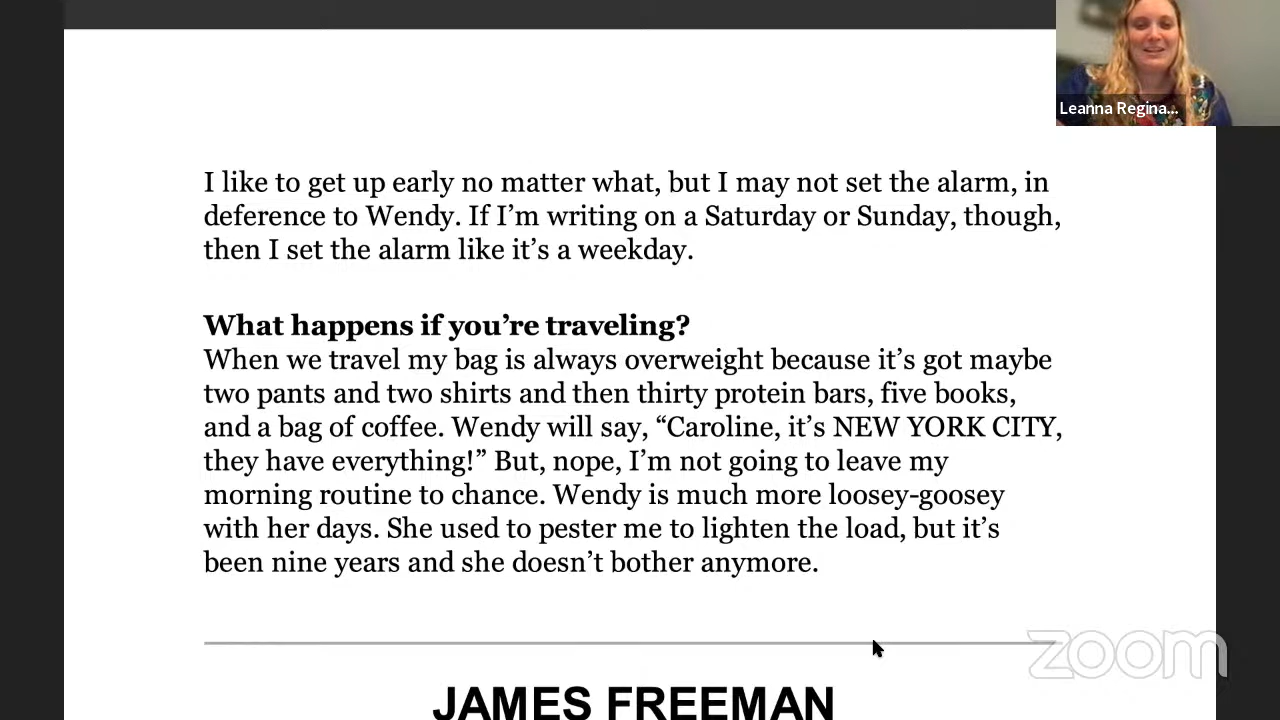 Leanna Regina...
I like to get up early no matter what, but I may not set the alarm, in
deference to Wendy. If I’m writing on a Saturday or Sunday, though,
then I set the alarm like it’s a weekday.
What happens if you’re traveling?
When we travel my bag is always overweight because it’s got maybe
two pants and two shirts and then thirty protein bars, five books,
and a bag of coffee. Wendy will say, “Caroline, it’s NEW YORK CITY,
they have everything!” But, nope, I’m not going to leave my
morning routine to chance. Wendy is much more loosey-goosey
with her days. She used to pester me to lighten the load, but it’s
been nine years and she doesn’t bother anymore.
zoom
JAMES FREEMAN